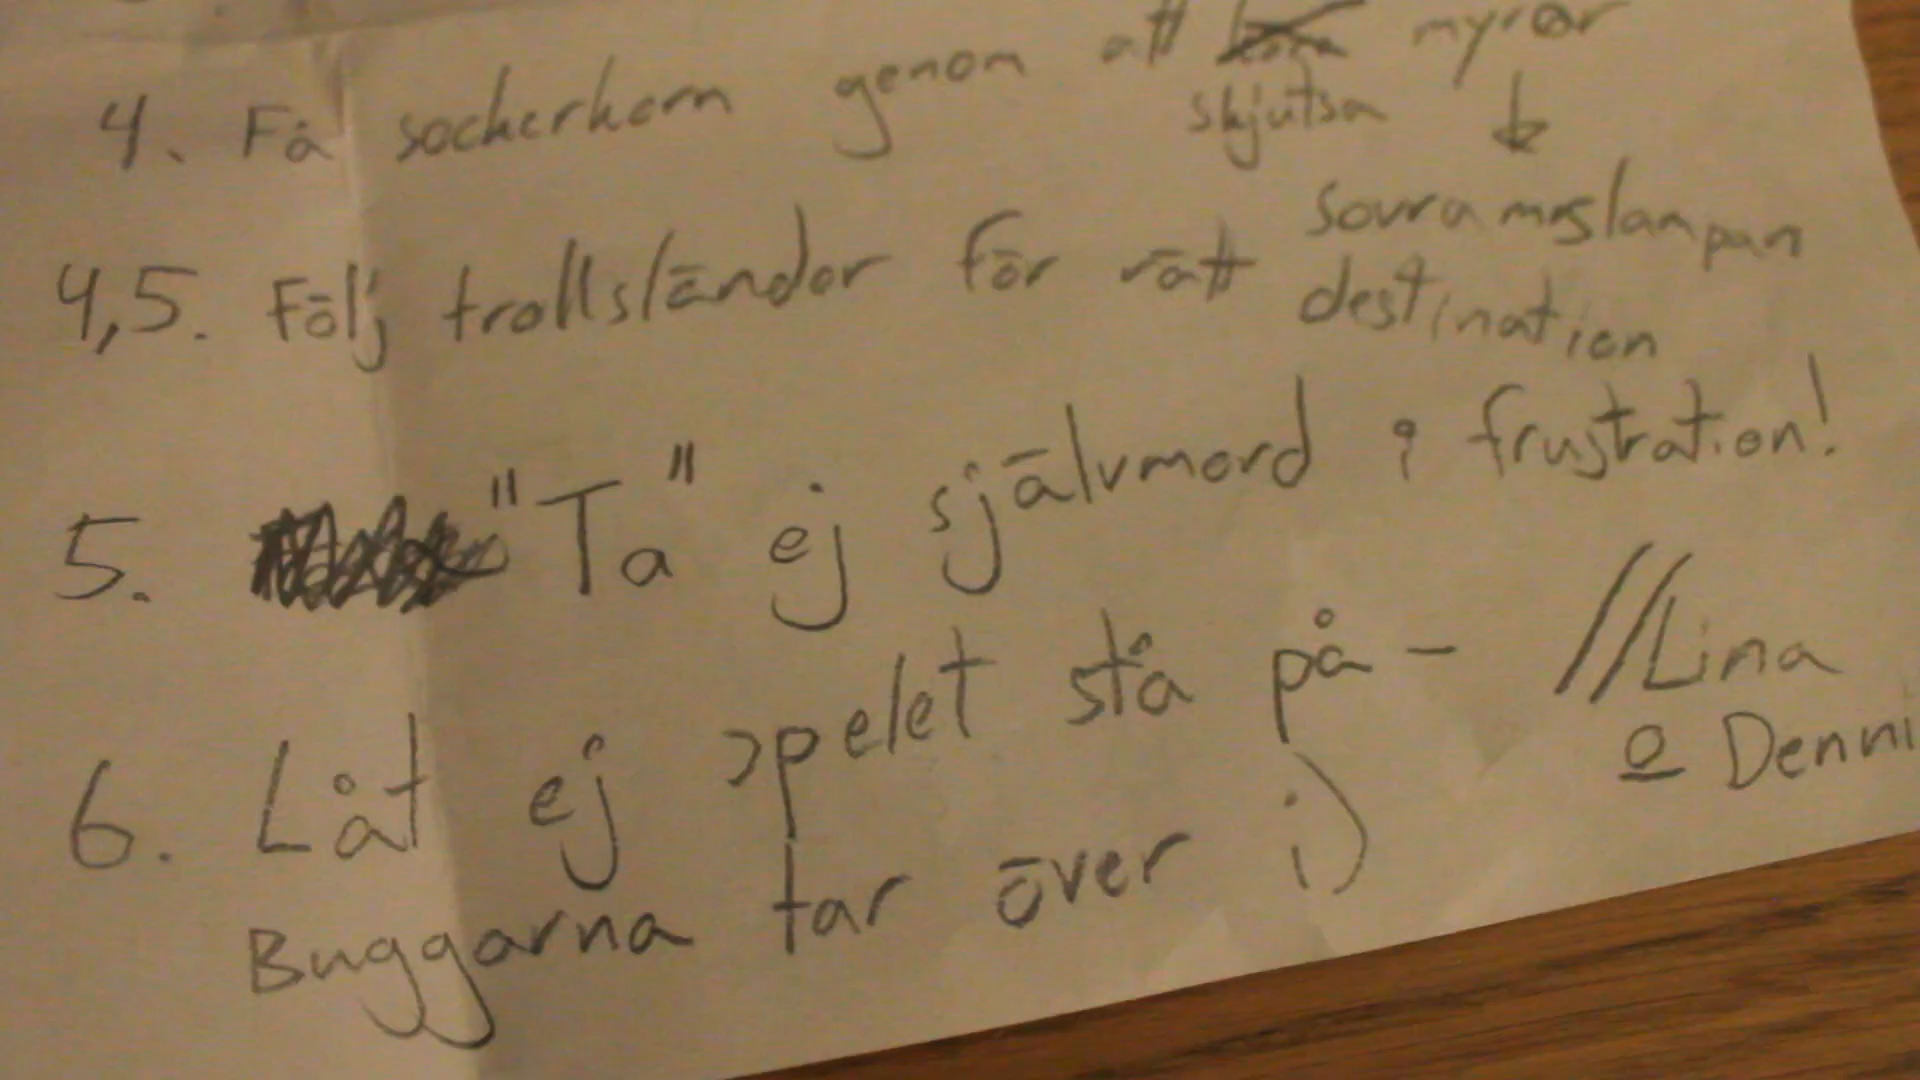 4. Få sockerkorn genom att köra myror
skjutsa ↓
sovrumslampan
4,5. Följ trollsländor för rätt destination
5. "Ta" ej självmord i frustration!
6. Låt ej spelet stå på - //Lina
o Denni
Buggarna tar över ;)